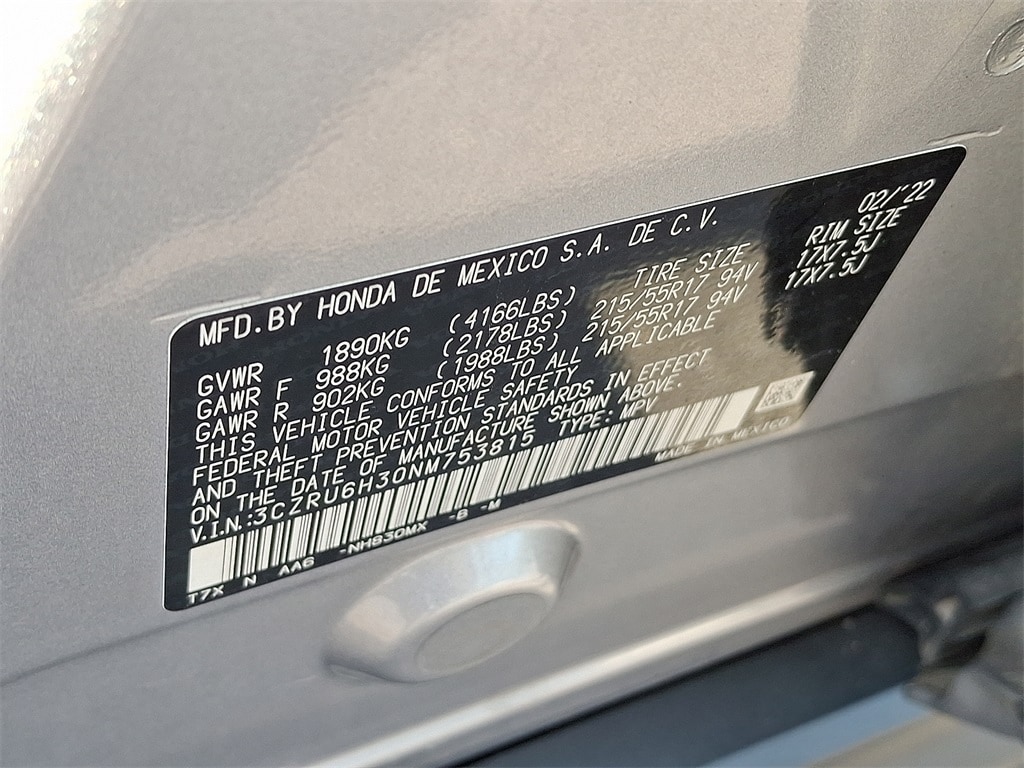 MFD.BY HONDA DE MEXICO S.A. DE C.V. 02/'22
GVWR 1890KG (4166LBS) TIRE SIZE RIM SIZE
GAWR F 988KG (2178LBS) 215/55R17 94V 17X7.5J
GAWR R 902KG (1988LBS) 215/55R17 94V 17X7.5J
THIS VEHICLE CONFORMS TO ALL APPLICABLE
FEDERAL MOTOR VEHICLE SAFETY
AND THEFT PREVENTION STANDARDS IN EFFECT
ON THE DATE OF MANUFACTURE SHOWN ABOVE.
V.I.N.:3CZRU6H30NM753815 TYPE: MPV
MADE IN MEXICO
T7X N AA6 -NH830MX -B -M